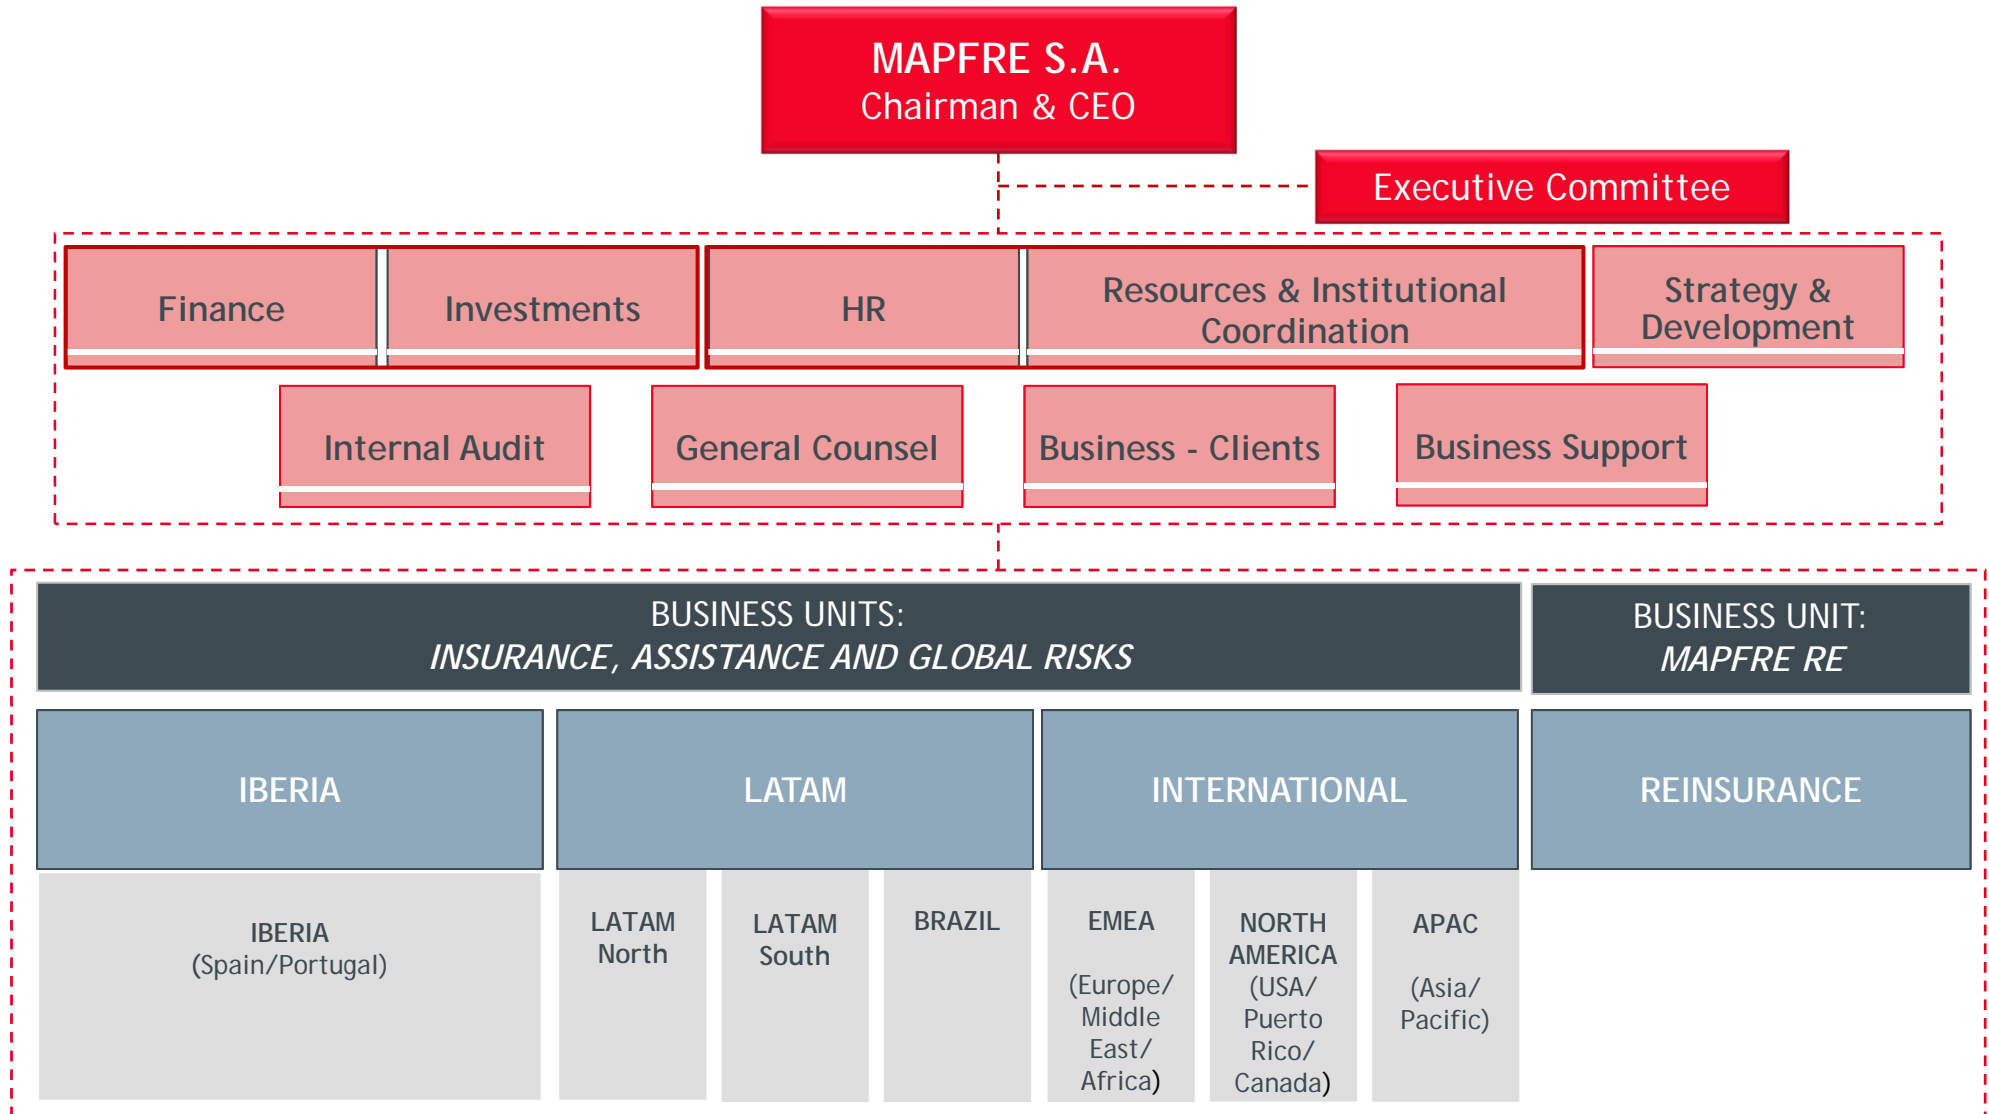 MAPFRE S.A.
Chairman & CEO
Executive Committee
Finance
Investments
HR
Resources & Institutional
Coordination
Strategy &
Development
Internal Audit
General Counsel
Business - Clients
Business Support
BUSINESS UNITS:
INSURANCE, ASSISTANCE AND GLOBAL RISKS
BUSINESS UNIT:
MAPFRE RE
IBERIA
LATAM
INTERNATIONAL
REINSURANCE
IBERIA
(Spain/Portugal)
LATAM
North
LATAM
South
BRAZIL
EMEA
(Europe/
Middle
East/
Africa)
NORTH
AMERICA
(USA/
Puerto
Rico/
Canada)
APAC
(Asia/
Pacific)